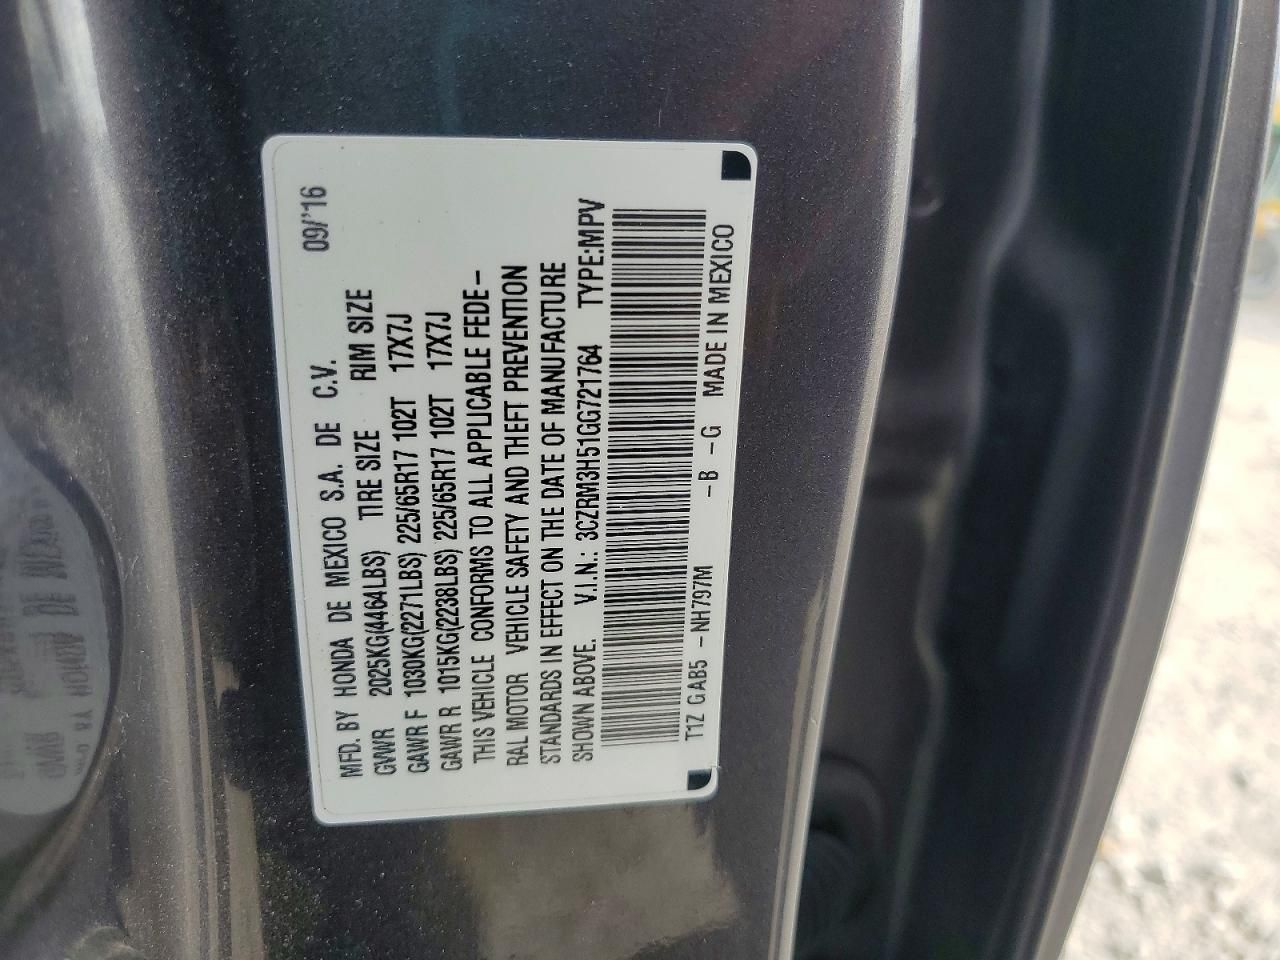 MFD. BY HONDA DE MEXICO S.A. DE C.V. 09/'16
GVWR 2025KG(4464LBS) TIRE SIZE RIM SIZE
GAWR F 1030KG(2271LBS) 225/65R17 102T 17X7J
GAWR R 1015KG(2238LBS) 225/65R17 102T 17X7J
THIS VEHICLE CONFORMS TO ALL APPLICABLE FEDE-
RAL MOTOR VEHICLE SAFETY AND THEFT PREVENTION
STANDARDS IN EFFECT ON THE DATE OF MANUFACTURE
SHOWN ABOVE. V.I.N.: 3CZRM3H51GG721764 TYPE:MPV
T1Z GAB5 -NH797M -B -G MADE IN MEXICO